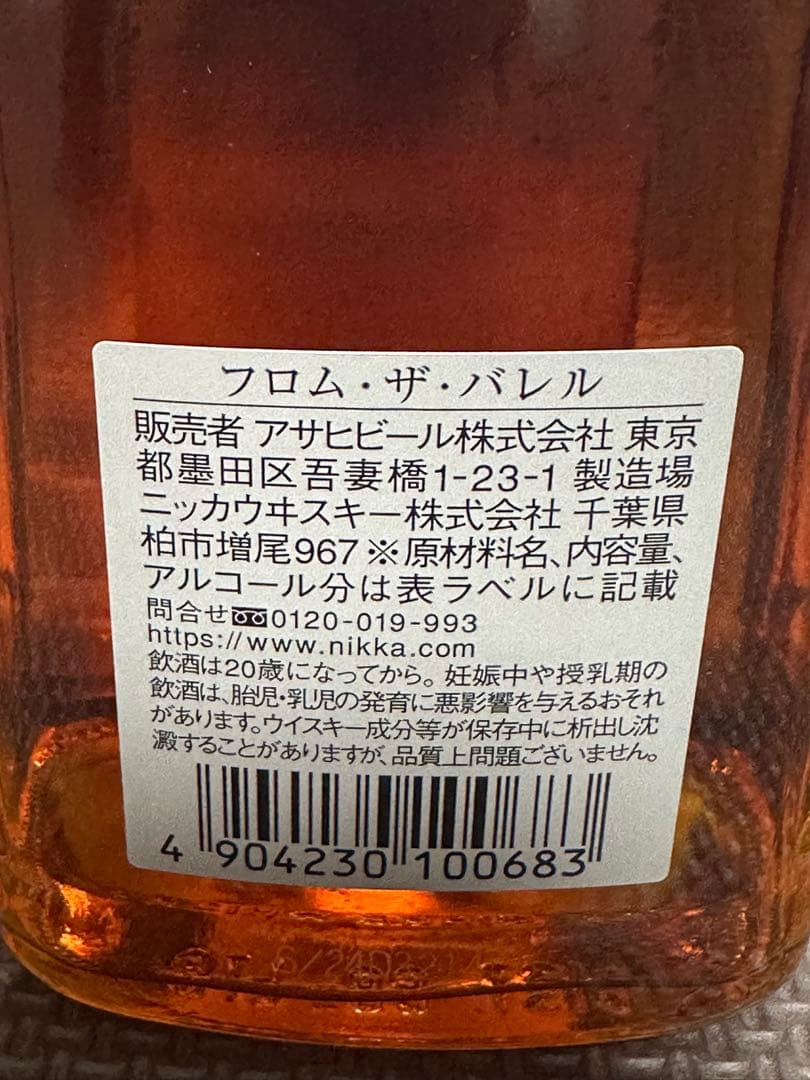 フロム・ザ・バレル
販売者 アサヒビール株式会社 東京
都墨田区吾妻橋1-23-1 製造場
ニッカウヰスキー株式会社 千葉県
柏市増尾967※原材料名、内容量、
アルコール分は表ラベルに記載
問合せ 0120-019-993
https://www.nikka.com
飲酒は20歳になってから。妊娠中や授乳期の
飲酒は、胎児・乳児の発育に悪影響を与えるおそれ
があります。ウイスキー成分等が保存中に析出し沈
澱することがありますが、品質上問題ございません。
4 904230 100683